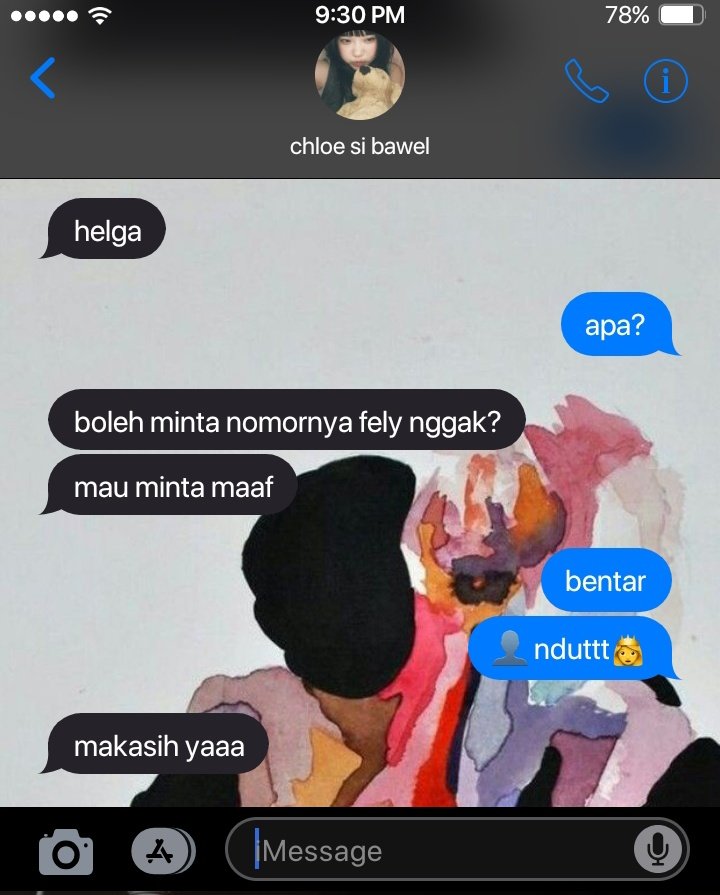 9:30 PM
78%
chloe si bawel
helga
apa?
boleh minta nomornya fely nggak?
mau minta maaf
bentar
👤 nduttt👸
makasih yaaa
iMessage